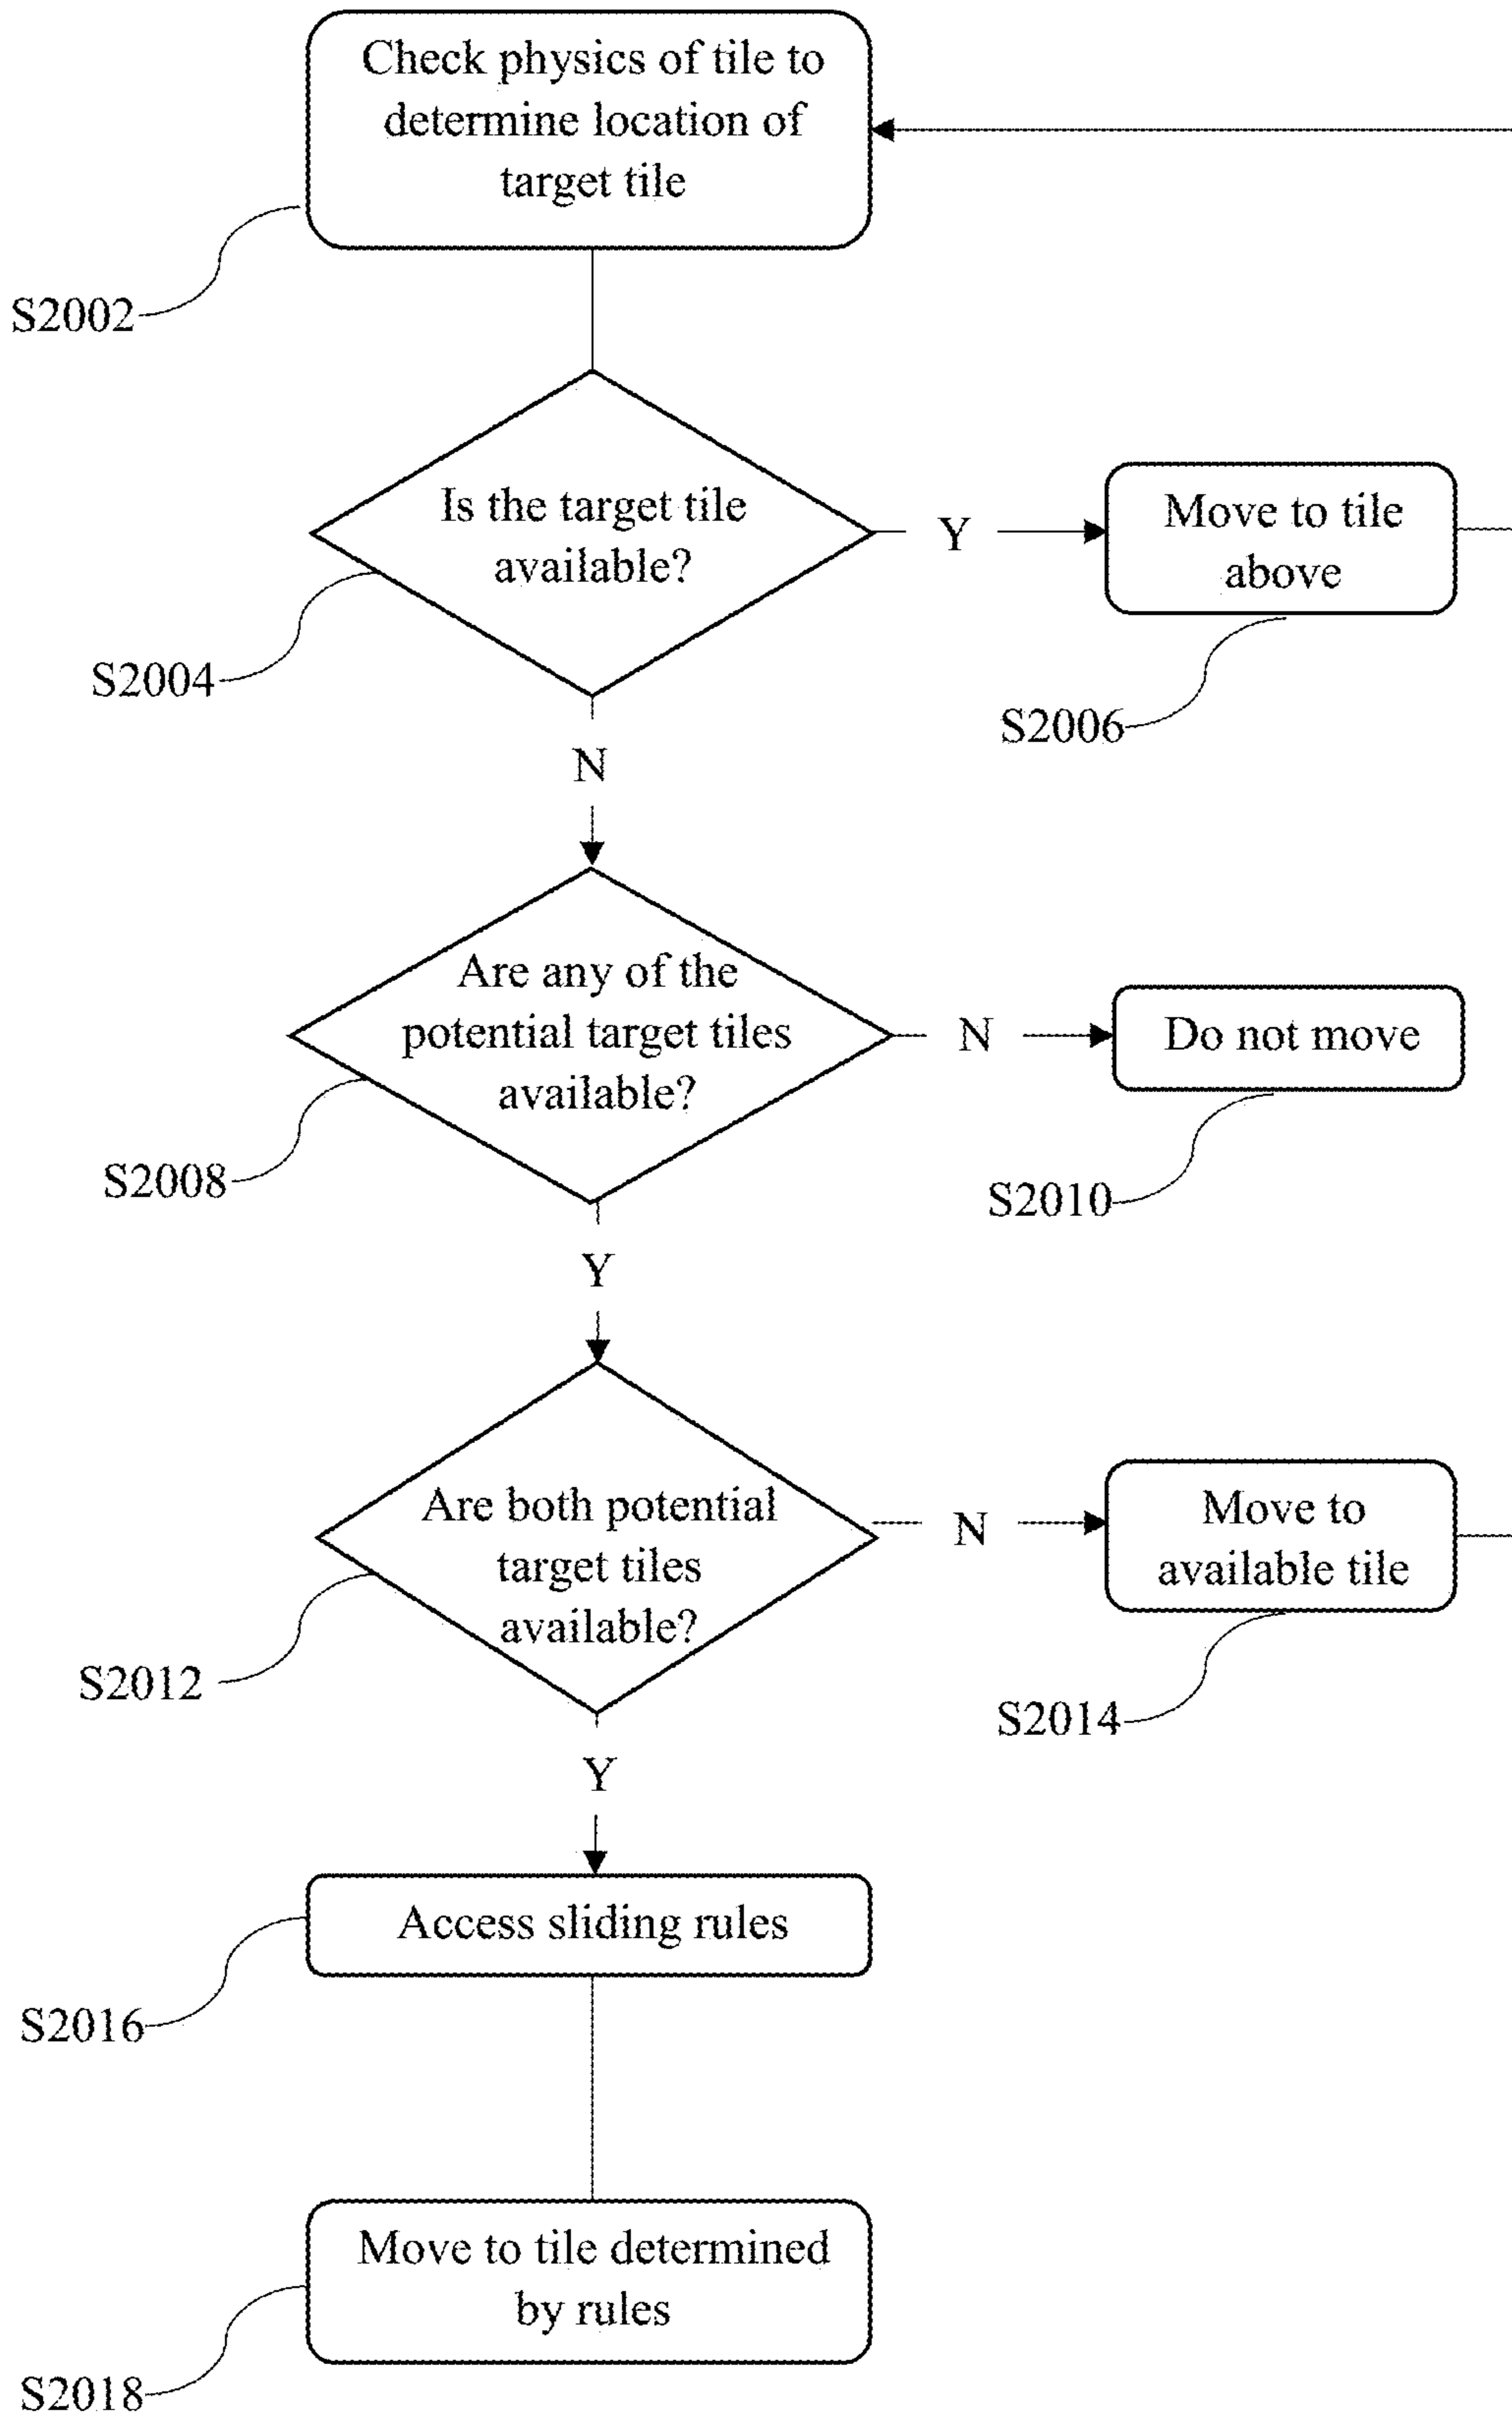 Check physics of tile to
determine location of
target tile
S2002
Is the target tile
available?
Y
Move to tile
above
S2004
S2006
N
Are any of the
potential target tiles
available?
N
Do not move
S2008
S2010
Y
Are both potential
target tiles
available?
N
Move to
available tile
S2012
S2014
Y
Access sliding rules
S2016
Move to tile determined
by rules
S2018